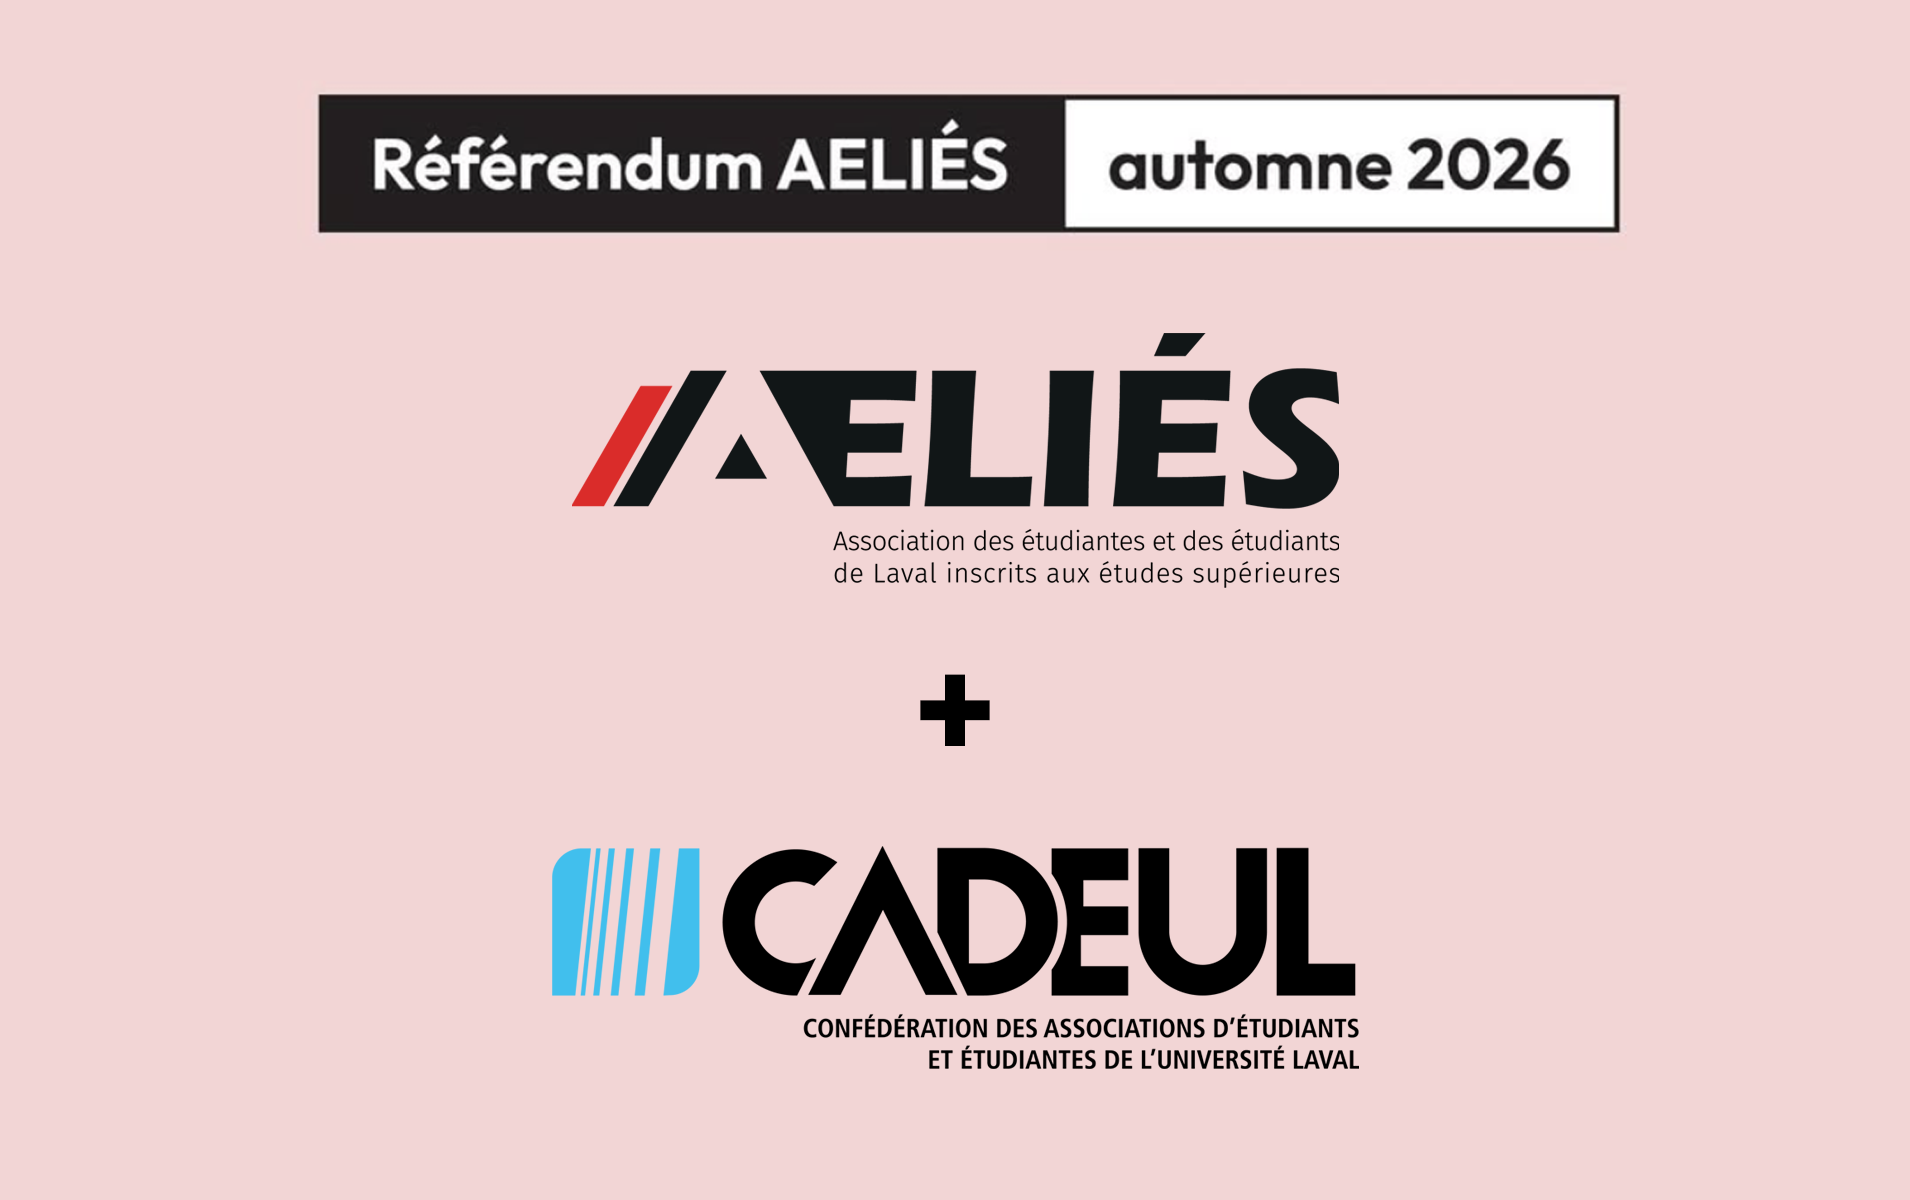 Référendum AELIÉS automne 2026
AELIÉS
Association des étudiantes et des étudiants
de Laval inscrits aux études supérieures
+
CADEUL
CONFÉDÉRATION DES ASSOCIATIONS D'ÉTUDIANTS
ET ÉTUDIANTES DE L'UNIVERSITÉ LAVAL